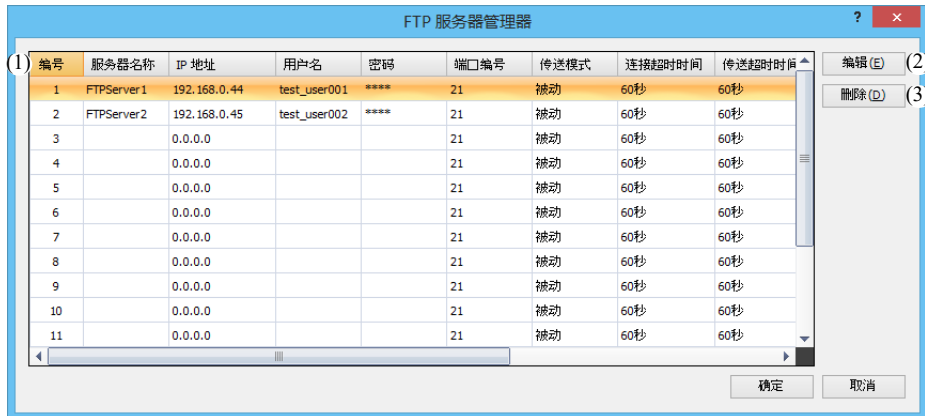 FTP 服务器管理器 ? ×
(1) 编号 服务器名称 IP 地址 用户名 密码 端口编号 传送模式 连接超时时间 传送超时时间 编辑(E) (2)
1 FTPServer1 192.168.0.44 test_user001 **** 21 被动 60秒 60秒 删除(D) (3)
2 FTPServer2 192.168.0.45 test_user002 **** 21 被动 60秒 60秒
3 0.0.0.0 21 被动 60秒 60秒
4 0.0.0.0 21 被动 60秒 60秒
5 0.0.0.0 21 被动 60秒 60秒
6 0.0.0.0 21 被动 60秒 60秒
7 0.0.0.0 21 被动 60秒 60秒
8 0.0.0.0 21 被动 60秒 60秒
9 0.0.0.0 21 被动 60秒 60秒
10 0.0.0.0 21 被动 60秒 60秒
11 0.0.0.0 21 被动 60秒 60秒
确定 取消